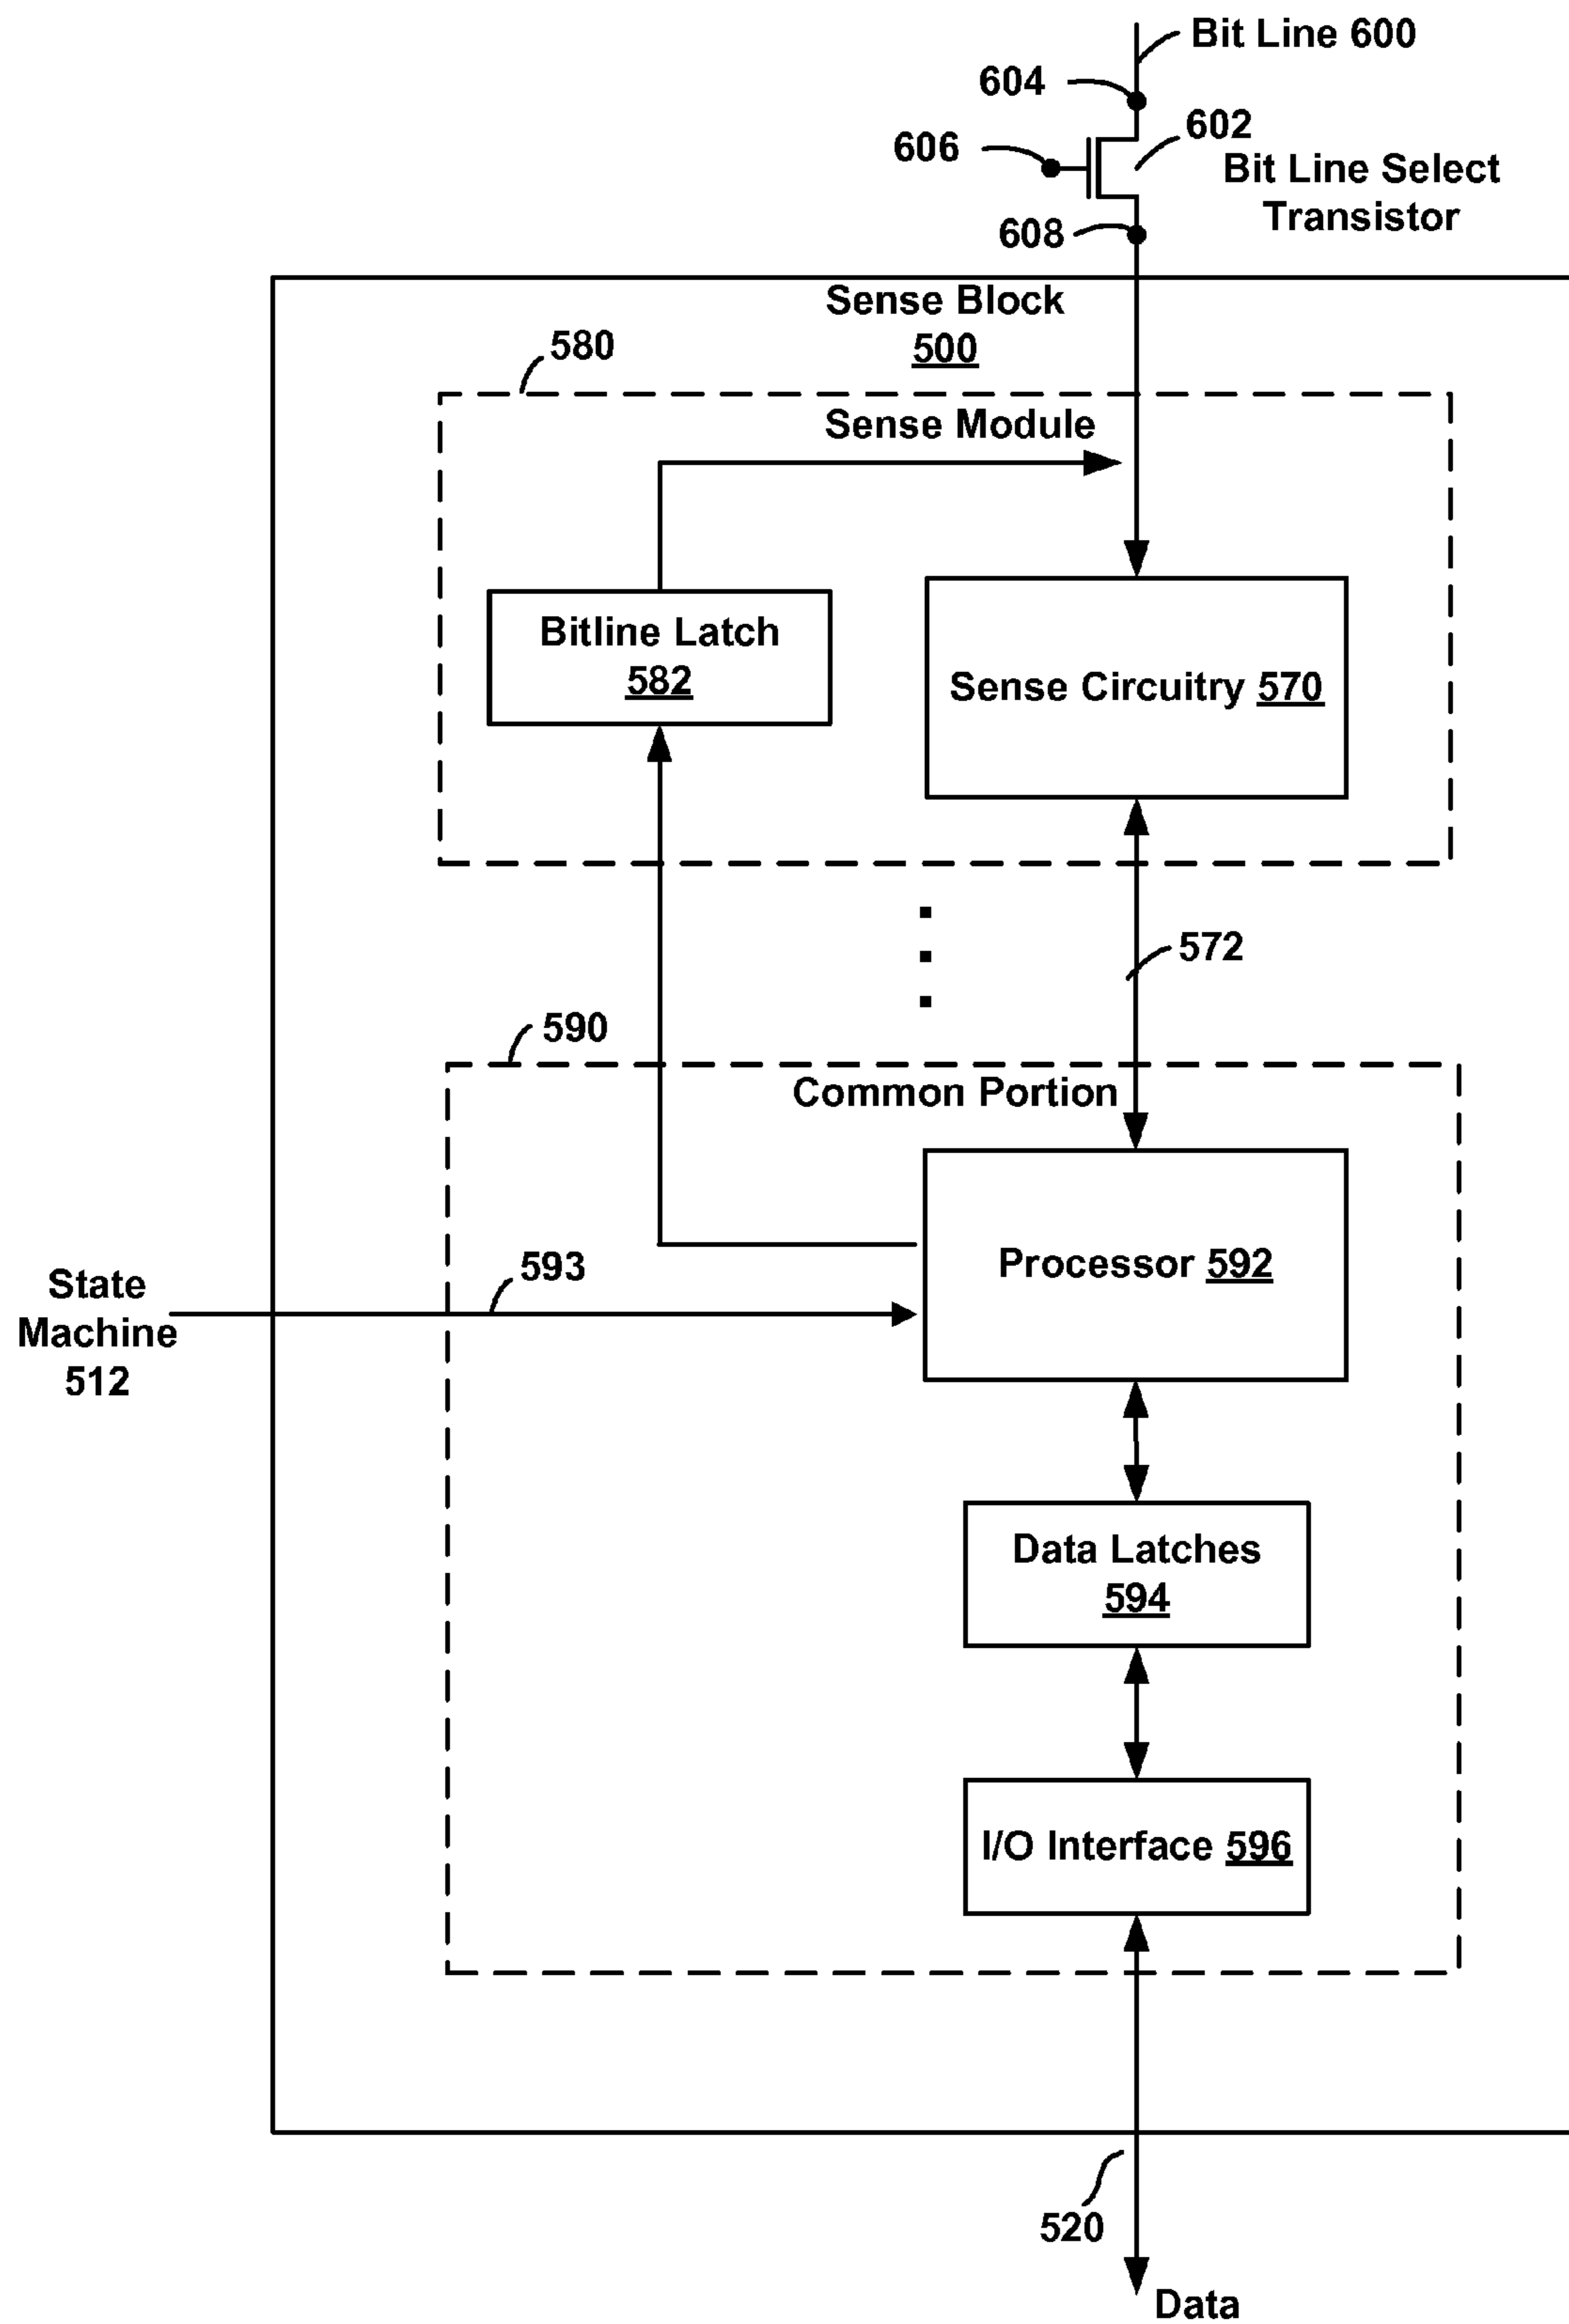 Bit Line 600
604
602
606
Bit Line Select
Transistor
608
Sense Block
500
580
Sense Module
Bitline Latch
582
Sense Circuitry 570
572
590
Common Portion
Processor 592
593
State
Machine
512
Data Latches
594
I/O Interface 596
520
Data